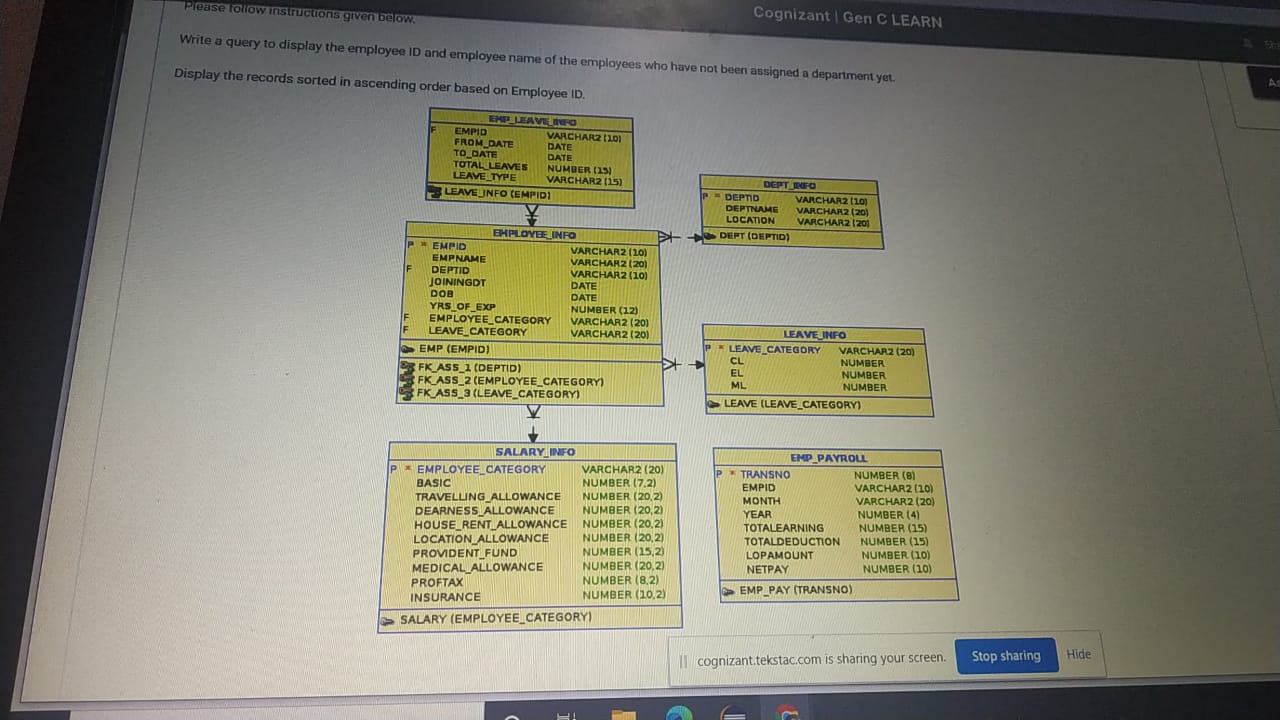 Please follow instructions given below.
Cognizant | Gen C LEARN
Write a query to display the employee ID and employee name of the employees who have not been assigned a department yet.
Display the records sorted in ascending order based on Employee ID.
EMP_LEAVE_INFO
F EMPID VARCHAR2 (10)
FROM_DATE DATE
TO_DATE DATE
TOTAL_LEAVES NUMBER (15)
LEAVE_TYPE VARCHAR2 (15)
LEAVE_INFO (EMPID)
DEPT_INFO
P * DEPTID VARCHAR2 (10)
DEPTNAME VARCHAR2 (20)
LOCATION VARCHAR2 (20)
DEPT (DEPTID)
EMPLOYEE_INFO
P * EMPID VARCHAR2 (10)
EMPNAME VARCHAR2 (20)
F DEPTID VARCHAR2 (10)
JOININGDT DATE
DOB DATE
YRS_OF_EXP NUMBER (12)
F EMPLOYEE_CATEGORY VARCHAR2 (20)
F LEAVE_CATEGORY VARCHAR2 (20)
EMP (EMPID)
FK_ASS_1 (DEPTID)
FK_ASS_2 (EMPLOYEE_CATEGORY)
FK_ASS_3 (LEAVE_CATEGORY)
LEAVE_INFO
P * LEAVE_CATEGORY VARCHAR2 (20)
CL NUMBER
EL NUMBER
ML NUMBER
LEAVE (LEAVE_CATEGORY)
SALARY_INFO
P * EMPLOYEE_CATEGORY VARCHAR2 (20)
BASIC NUMBER (7,2)
TRAVELLING_ALLOWANCE NUMBER (20,2)
DEARNESS_ALLOWANCE NUMBER (20,2)
HOUSE_RENT_ALLOWANCE NUMBER (20,2)
LOCATION_ALLOWANCE NUMBER (20,2)
PROVIDENT_FUND NUMBER (15,2)
MEDICAL_ALLOWANCE NUMBER (20,2)
PROFTAX NUMBER (8,2)
INSURANCE NUMBER (10,2)
SALARY (EMPLOYEE_CATEGORY)
EMP_PAYROLL
P * TRANSNO NUMBER (8)
EMPID VARCHAR2 (10)
MONTH VARCHAR2 (20)
YEAR NUMBER (4)
TOTALEARNING NUMBER (15)
TOTALDEDUCTION NUMBER (15)
LOPAMOUNT NUMBER (10)
NETPAY NUMBER (10)
EMP_PAY (TRANSNO)
cognizant.tekstac.com is sharing your screen.
Stop sharing
Hide